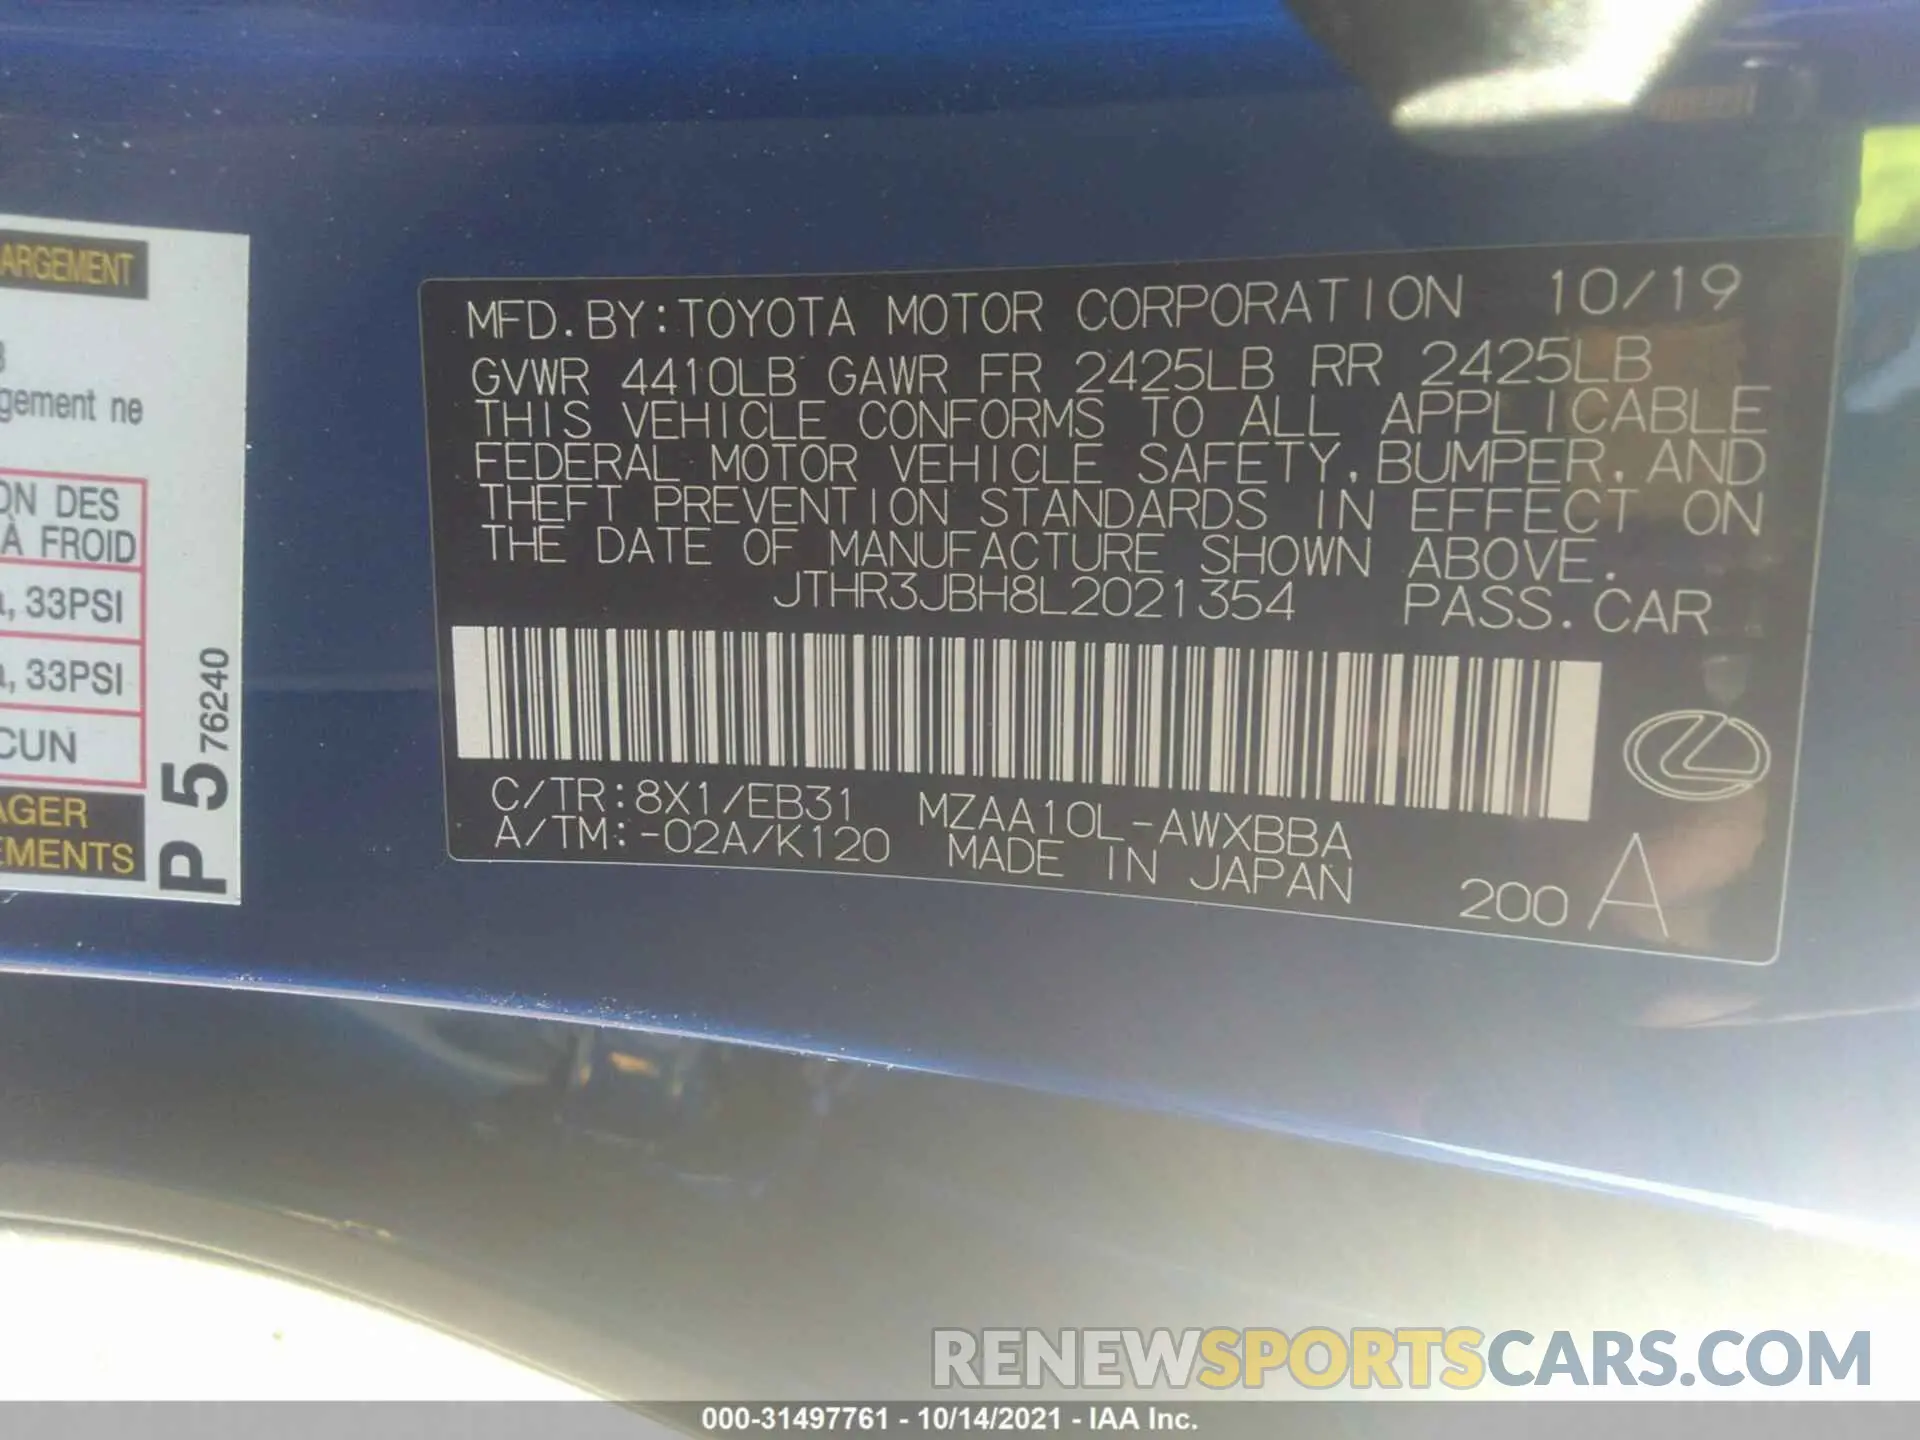 ARGEMENT
gement ne
ON DES
À FROID
, 33PSI
, 33PSI
CUN
AGER
EMENTS
P 5 76240
MFD. BY: TOYOTA MOTOR CORPORATION 10/19
GVWR 4410LB GAWR FR 2425LB RR 2425LB
THIS VEHICLE CONFORMS TO ALL APPLICABLE
FEDERAL MOTOR VEHICLE SAFETY, BUMPER, AND
THEFT PREVENTION STANDARDS IN EFFECT ON
THE DATE OF MANUFACTURE SHOWN ABOVE.
JTHR3JBH8L2021354 PASS. CAR
C/TR: 8X1/EB31 MZAA10L-AWXBBA
A/TM: -02A/K120 MADE IN JAPAN
200 A
RENEWSPORTSCARS.COM
000-31497761 - 10/14/2021 - IAA Inc.